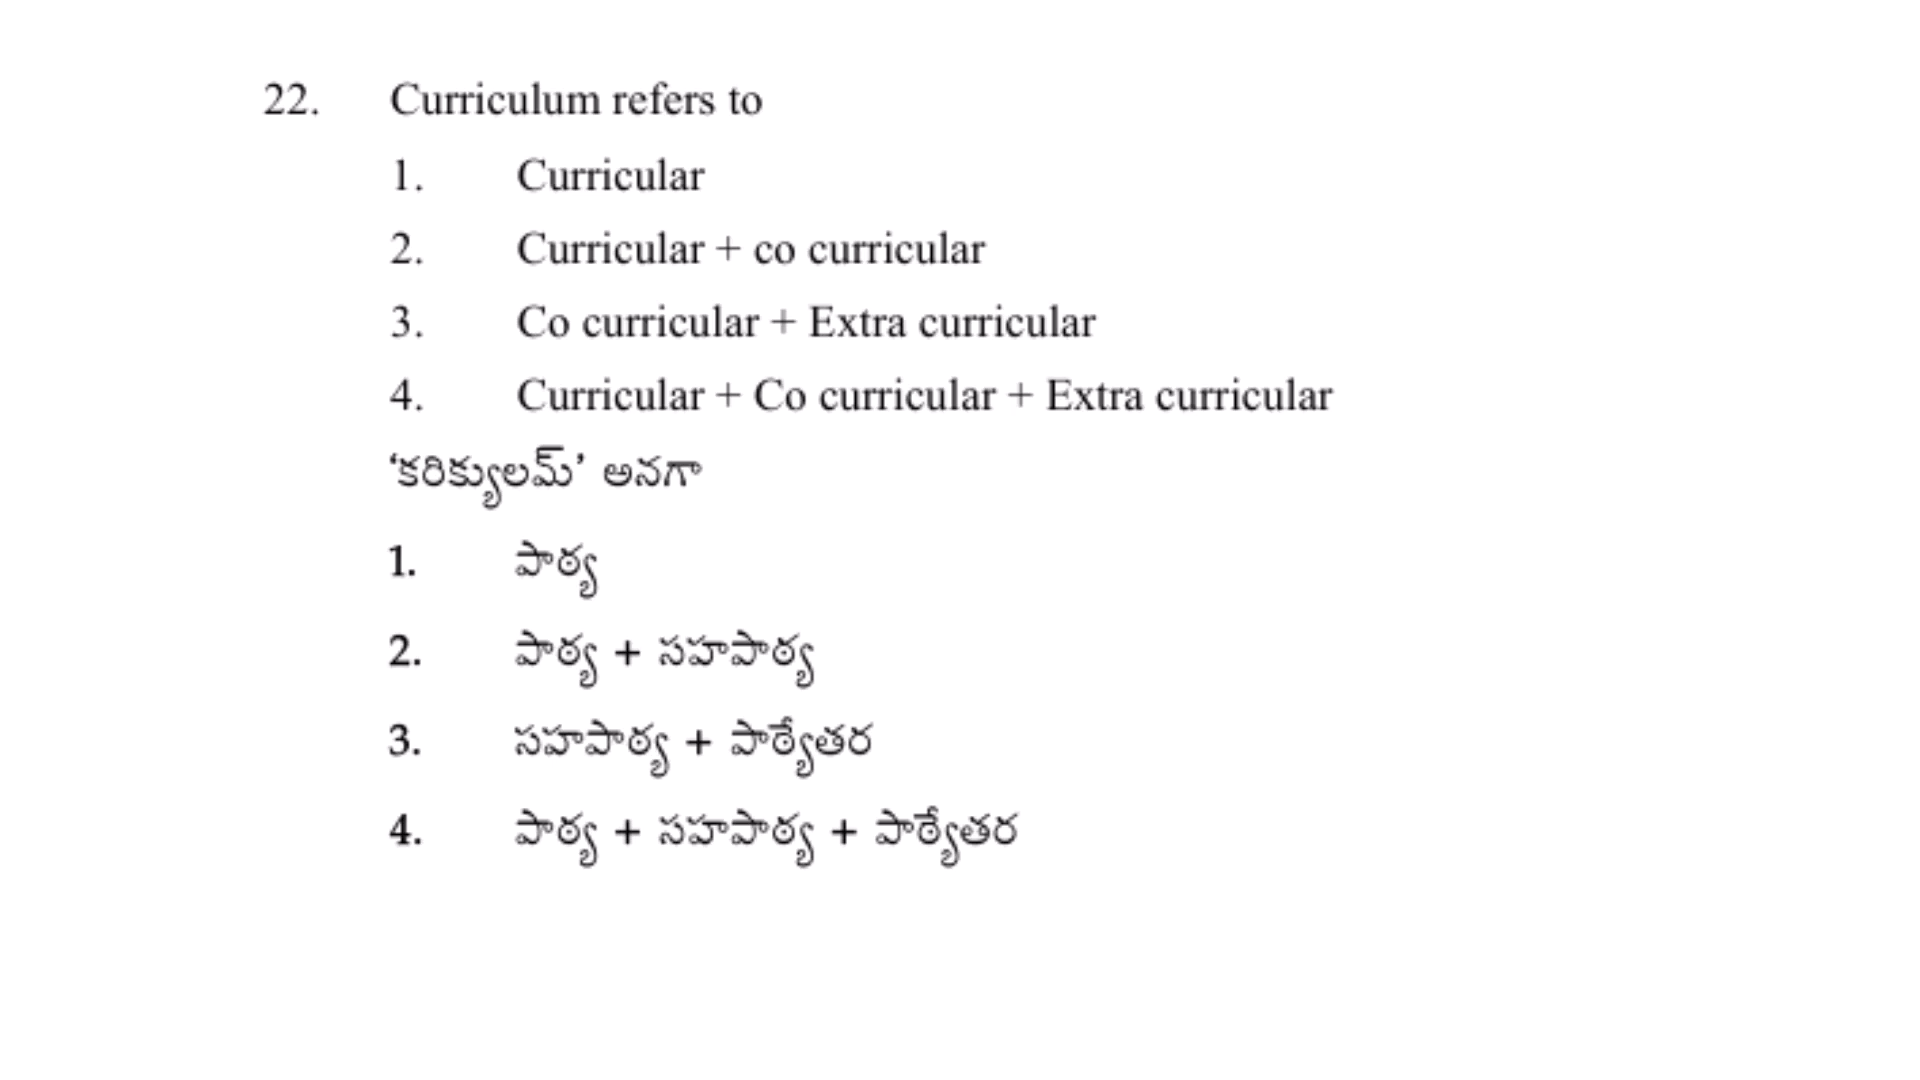 22. Curriculum refers to
1. Curricular
2. Curricular + co curricular
3. Co curricular + Extra curricular
4. Curricular + Co curricular + Extra curricular
‘కరిక్యులమ్’ అనగా
1. పాఠ్య
2. పాఠ్య + సహపాఠ్య
3. సహపాఠ్య + పాఠ్యేతర
4. పాఠ్య + సహపాఠ్య + పాఠ్యేతర